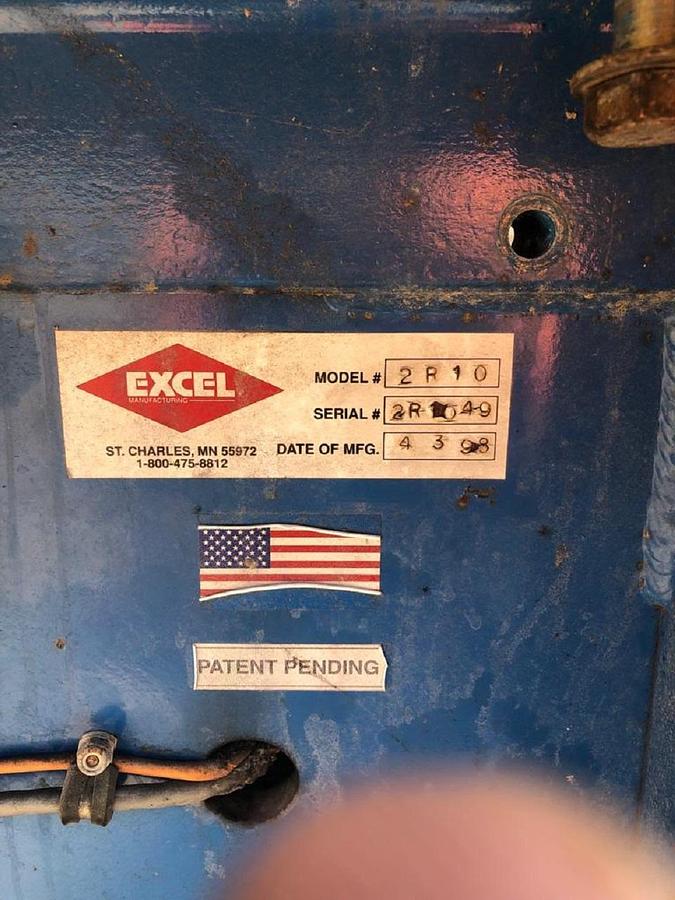 EXCEL
MANUFACTURING
ST. CHARLES, MN 55972
1-800-475-8812
MODEL # 2R10
SERIAL # 2R1049
DATE OF MFG. 4 3 98
PATENT PENDING